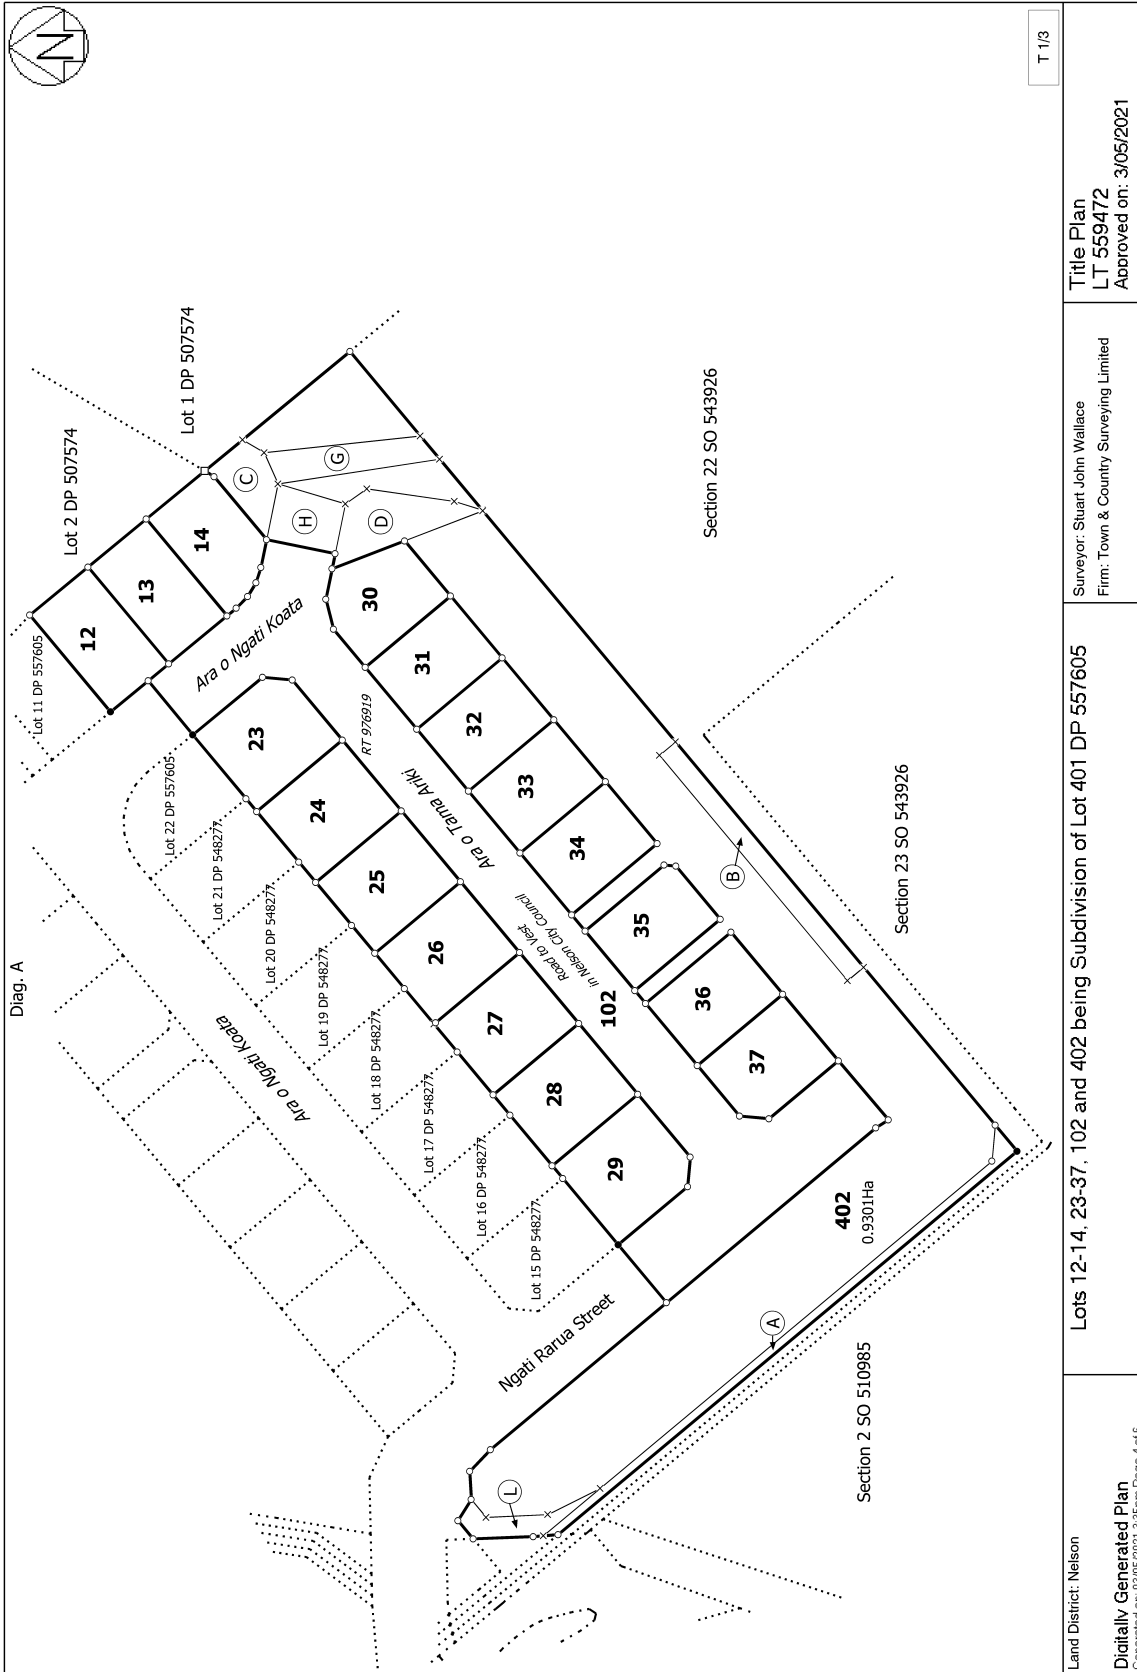 Diag. A
N
Lot 11 DP 557605
12
13
14
Lot 2 DP 507574
Lot 1 DP 507574
C
G
H
D
Ara o Ngati Koata
Lot 22 DP 557605
Lot 21 DP 548277
Lot 20 DP 548277
Lot 19 DP 548277
Lot 18 DP 548277
Lot 17 DP 548277
Lot 16 DP 548277
Lot 15 DP 548277
Ara o Ngati Koata
23
24
25
26
27
28
29
RT 976919
Ara o Tama Ariki
Road to Vest
in Nelson City Council
102
30
31
32
33
34
35
36
37
Section 22 SO 543926
Section 23 SO 543926
B
402
0.9301Ha
A
Ngati Rarua Street
L
Section 2 SO 510985
T 1/3
Land District: Nelson
Digitally Generated Plan
Lots 12-14, 23-37, 102 and 402 being Subdivision of Lot 401 DP 557605
Surveyor: Stuart John Wallace
Firm: Town & Country Surveying Limited
Title Plan
LT 559472
Approved on: 3/05/2021